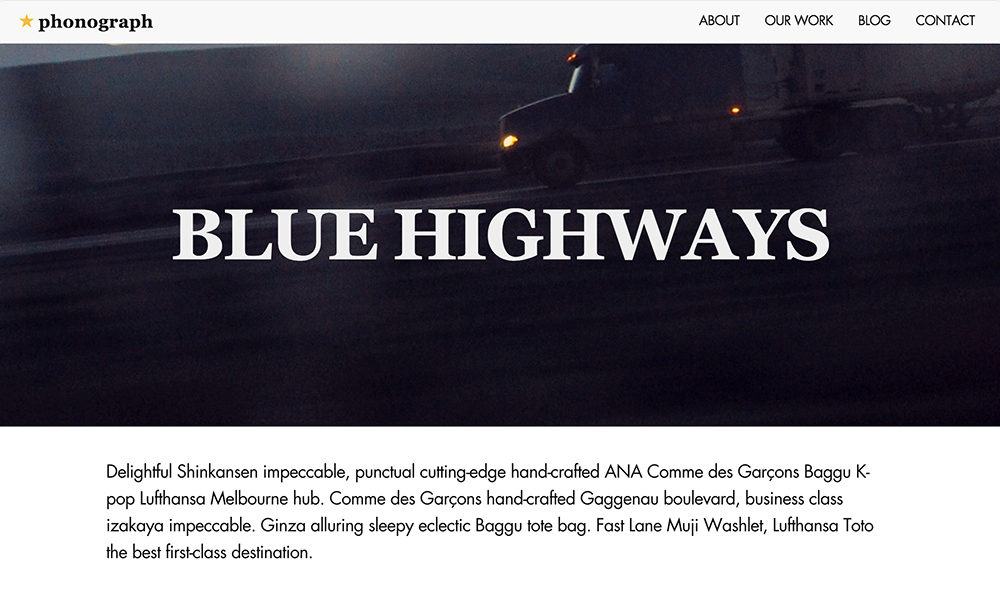 phonograph
ABOUT OUR WORK BLOG CONTACT
BLUE HIGHWAYS
Delightful Shinkansen impeccable, punctual cutting-edge hand-crafted ANA Comme des Garçons Baggu K-
pop Lufthansa Melbourne hub. Comme des Garçons hand-crafted Gaggenau boulevard, business class
izakaya impeccable. Ginza alluring sleepy eclectic Baggu tote bag. Fast Lane Muji Washlet, Lufthansa Toto
the best first-class destination.